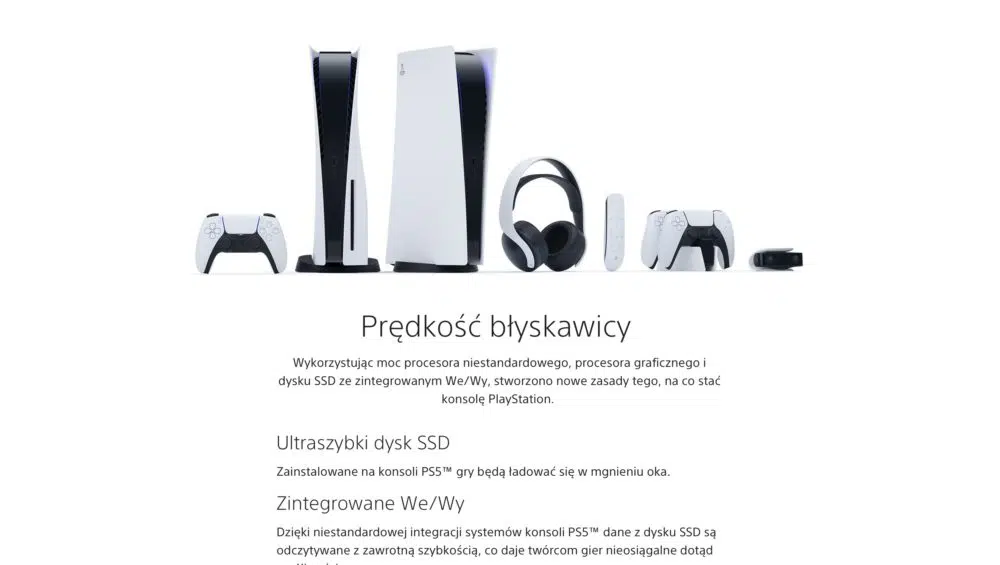 Prędkość błyskawicy
Wykorzystując moc procesora niestandardowego, procesora graficznego i
dysku SSD ze zintegrowanym We/Wy, stworzono nowe zasady tego, na co stać
konsolę PlayStation.
Ultraszybki dysk SSD
Zainstalowane na konsoli PS5™ gry będą ładować się w mgnieniu oka.
Zintegrowane We/Wy
Dzięki niestandardowej integracji systemów konsoli PS5™ dane z dysku SSD są
odczytywane z zawrotną szybkością, co daje twórcom gier nieosiągalne dotąd